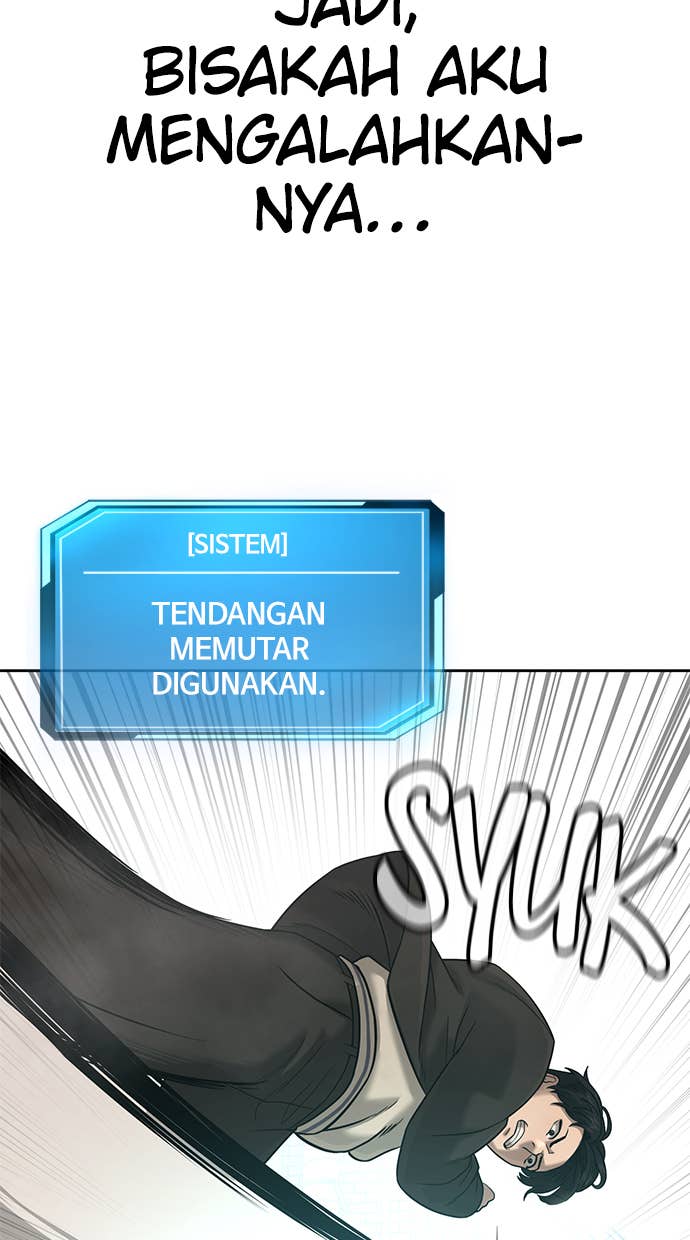 JADI,
BISAKAH AKU
MENGALAHKAN-
NYA...
[SISTEM]
TENDANGAN
MEMUTAR
DIGUNAKAN.
SYUK